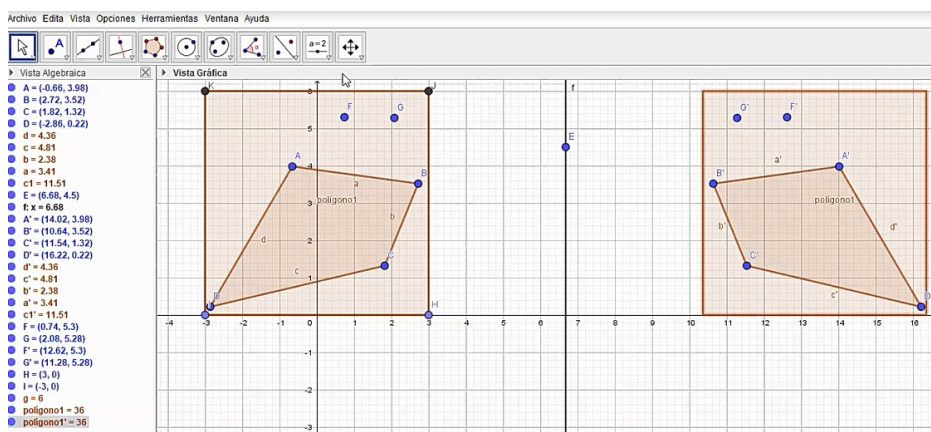 Archivo Edita Vista Opciones Herramientas Ventana Ayuda
A
a=2
Vista Algebraica
Vista Gráfica
A = (-0.66, 3.98)
B = (2.72, 3.52)
C = (1.82, 1.32)
D = (-2.86, 0.22)
d = 4.36
c = 4.81
b = 2.38
a = 3.41
c1 = 11.51
E = (6.68, 4.5)
f: x = 6.68
A' = (14.02, 3.98)
B' = (10.64, 3.52)
C' = (11.54, 1.32)
D' = (16.22, 0.22)
d' = 4.36
c' = 4.81
b' = 2.38
a' = 3.41
c1' = 11.51
F = (0.74, 5.3)
G = (2.08, 5.28)
F' = (12.62, 5.3)
G' = (11.28, 5.28)
H = (3, 0)
I = (-3, 0)
g = 6
poligono1 = 36
poligono1' = 36
K
J
f
6
F
G
G'
F'
5
E
A
4
a'
A'
B
B'
a
3
poligono1
poligono1
b
b'
d'
2
d
C
C'
c
1
c'
D
D
H
-4 -3 -2 -1 0 1 2 3 4 5 6 7 8 9 10 11 12 13 14 15 16
-1
-2
-3